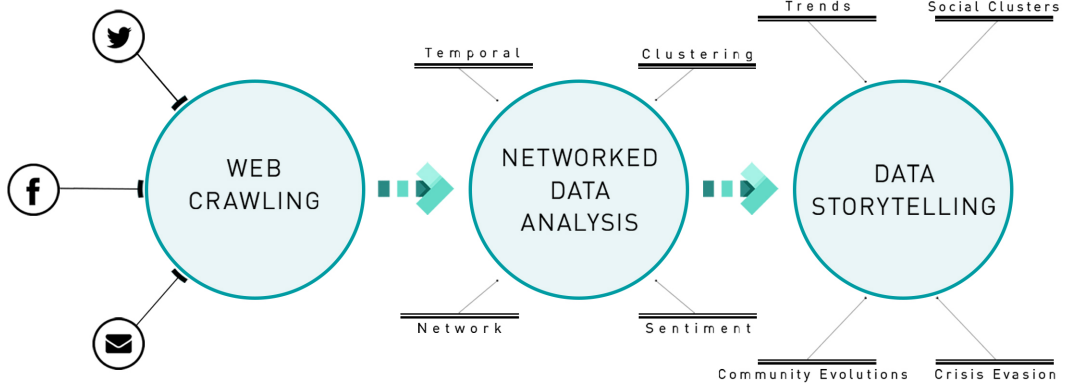 WEB
CRAWLING
Temporal
Clustering
NETWORKED
DATA
ANALYSIS
Network
Sentiment
Trends
Social Clusters
DATA
STORYTELLING
Community Evolutions
Crisis Evasion